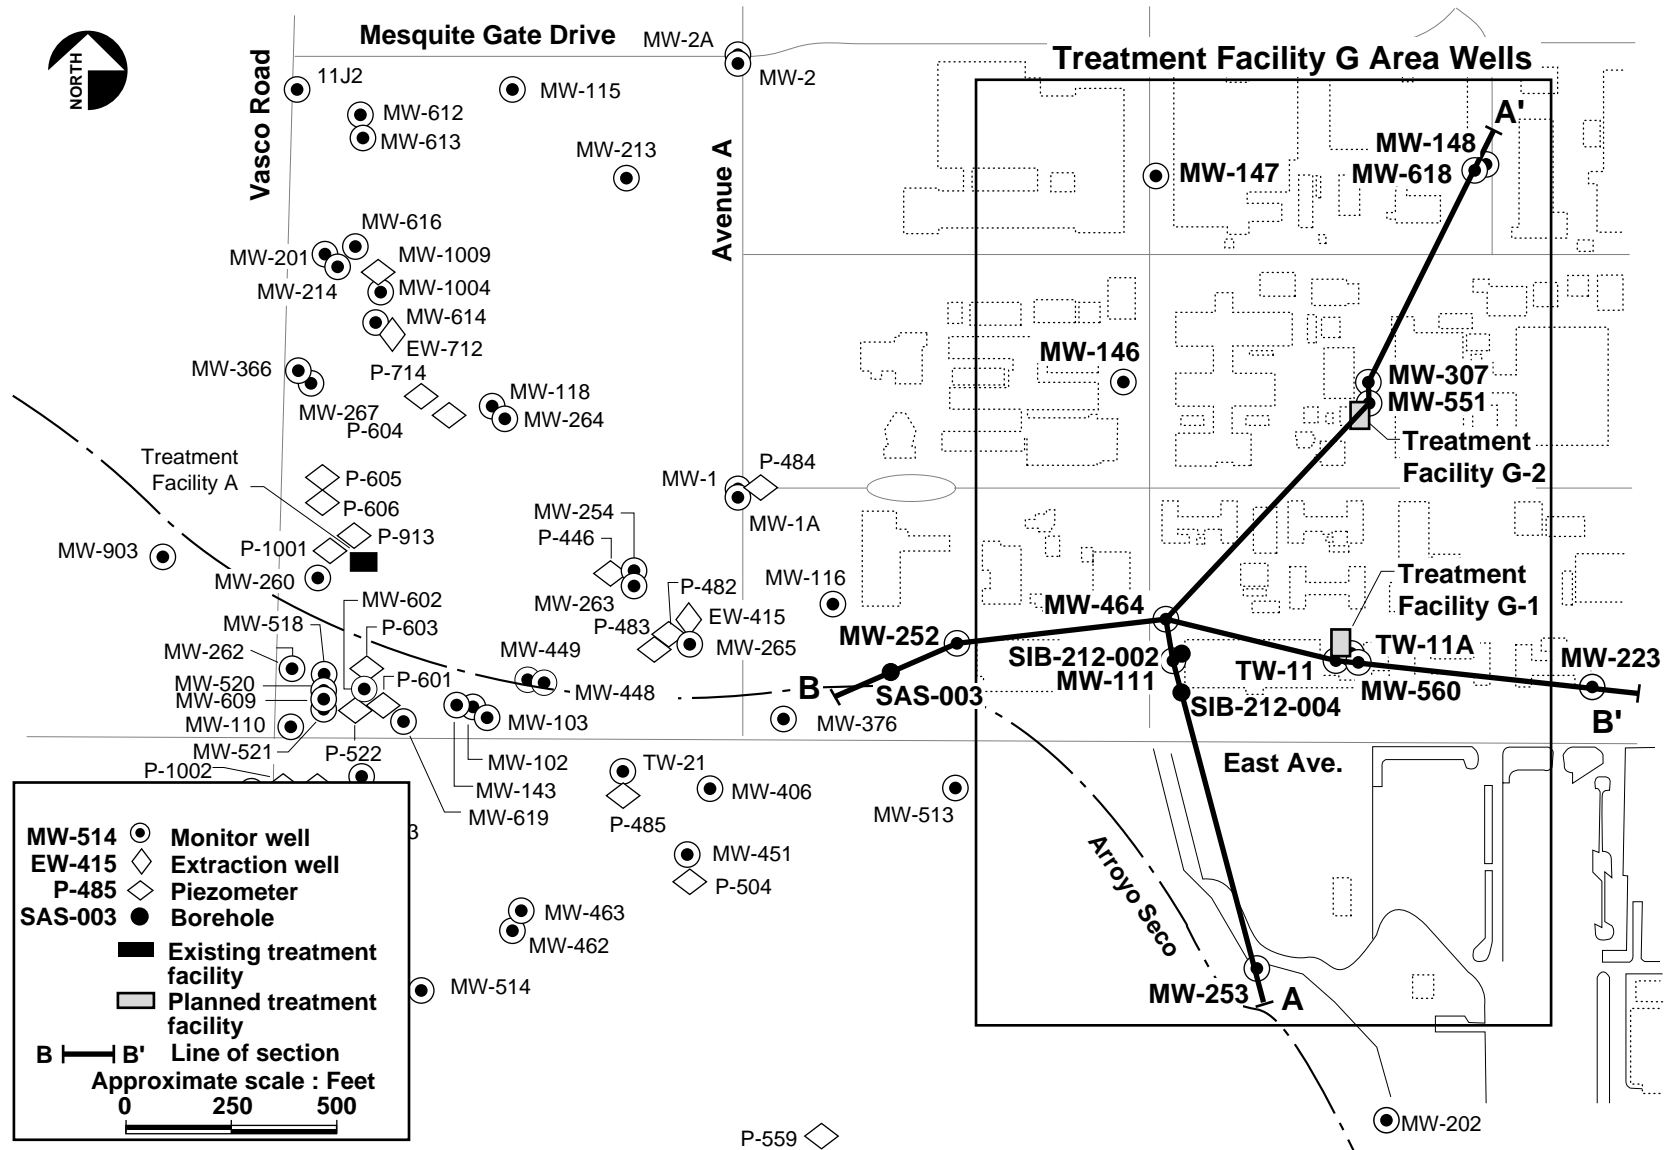 Mesquite Gate Drive
NORTH
Vasco Road
Avenue A
Treatment Facility G Area Wells
MW-2A
MW-2
11J2
MW-115
MW-612
MW-613
MW-213
A'
MW-148
MW-618
MW-147
MW-616
MW-201
MW-1009
MW-214
MW-1004
MW-614
EW-712
MW-366
P-714
MW-267
MW-118
MW-264
P-604
MW-146
MW-307
MW-551
Treatment
Facility G-2
Treatment
Facility A
P-605
P-606
P-913
P-1001
MW-903
MW-260
MW-1
P-484
MW-1A
MW-254
P-446
MW-263
P-482
EW-415
P-483
MW-265
MW-116
MW-464
MW-252
SIB-212-002
MW-111
SIB-212-004
SAS-003
B
Treatment
Facility G-1
TW-11A
TW-11
MW-560
MW-223
B'
MW-602
MW-518
P-603
MW-262
MW-520
MW-609
MW-110
MW-521
P-601
P-522
P-1002
MW-449
MW-448
MW-103
MW-102
MW-143
MW-619
MW-376
East Ave.
TW-21
MW-406
P-485
MW-513
MW-451
P-504
MW-463
MW-462
MW-514
3
Arroyo Seco
MW-253
A
MW-202
P-559
MW-514 Monitor well
EW-415 Extraction well
P-485 Piezometer
SAS-003 Borehole
Existing treatment
facility
Planned treatment
facility
B B' Line of section
Approximate scale : Feet
0 250 500